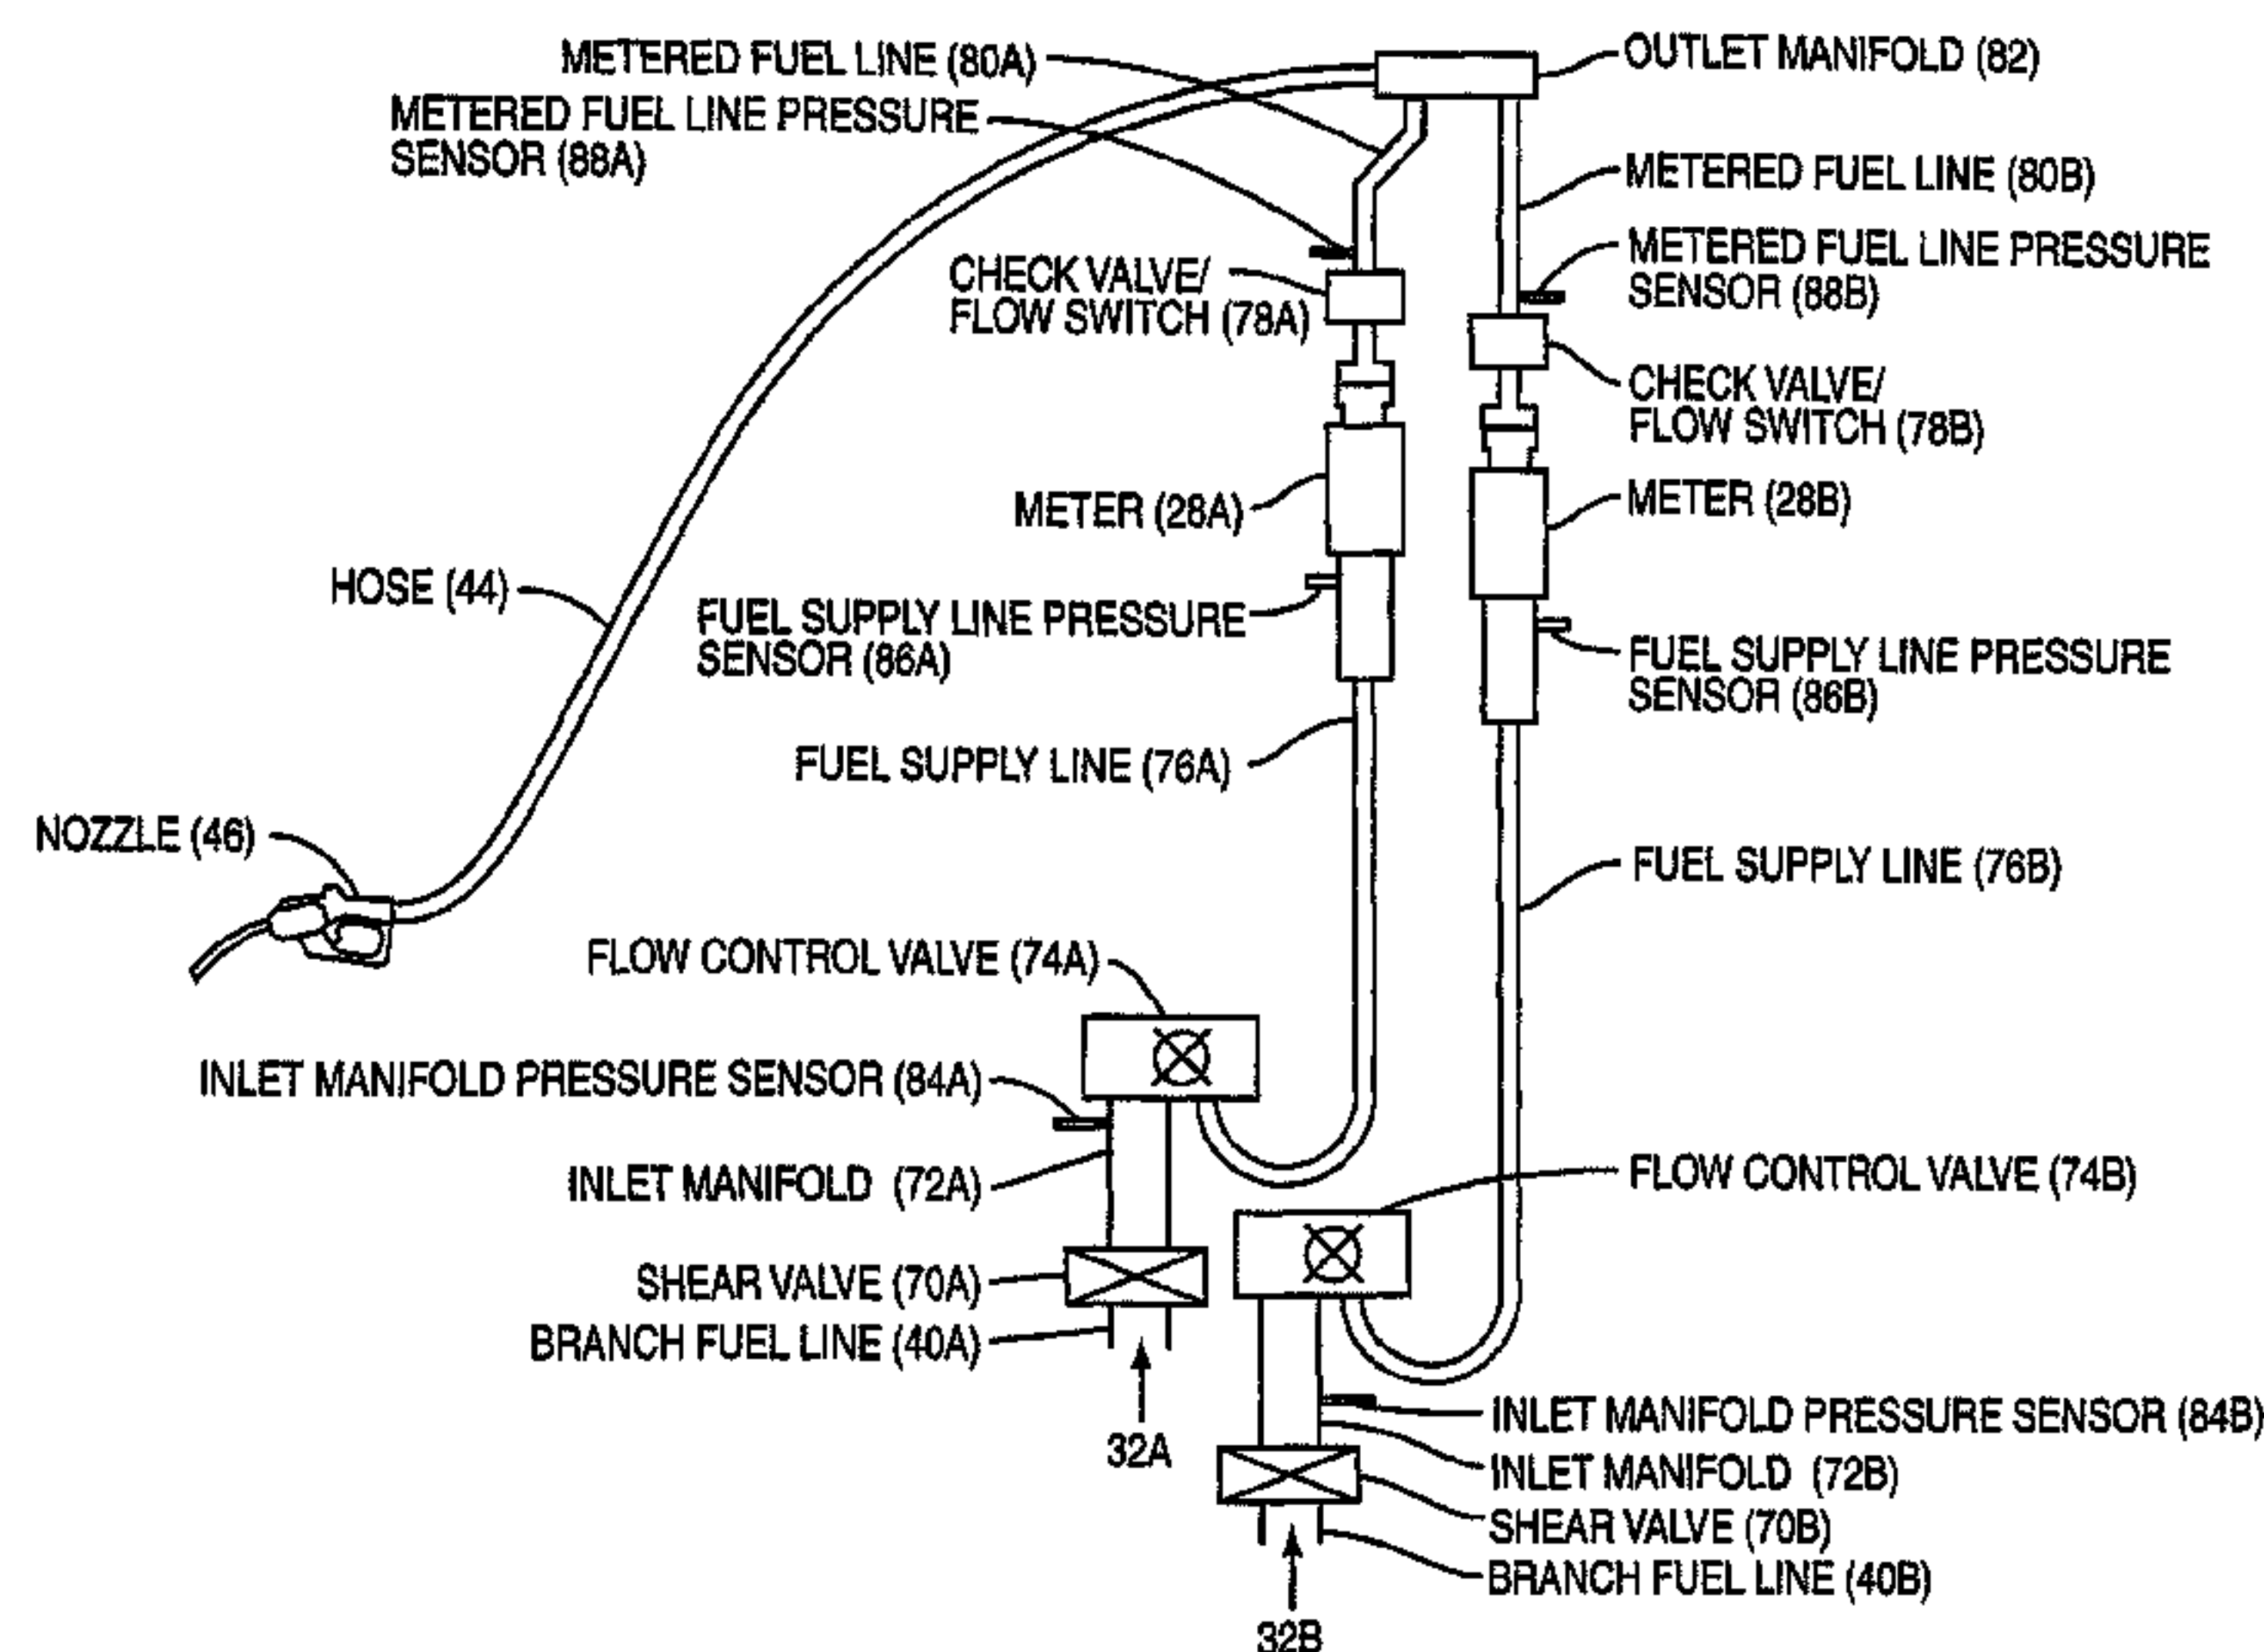 METERED FUEL LINE (80A)
OUTLET MANIFOLD (82)
METERED FUEL LINE PRESSURE
SENSOR (88A)
METERED FUEL LINE (80B)
METERED FUEL LINE PRESSURE
SENSOR (88B)
CHECK VALVE/
FLOW SWITCH (78A)
CHECK VALVE/
FLOW SWITCH (78B)
METER (28A)
METER (28B)
HOSE (44)
FUEL SUPPLY LINE PRESSURE
SENSOR (86A)
FUEL SUPPLY LINE PRESSURE
SENSOR (86B)
FUEL SUPPLY LINE (76A)
NOZZLE (46)
FUEL SUPPLY LINE (76B)
FLOW CONTROL VALVE (74A)
INLET MANIFOLD PRESSURE SENSOR (84A)
INLET MANIFOLD (72A)
FLOW CONTROL VALVE (74B)
SHEAR VALVE (70A)
BRANCH FUEL LINE (40A)
32A
INLET MANIFOLD PRESSURE SENSOR (84B)
INLET MANIFOLD (72B)
SHEAR VALVE (70B)
BRANCH FUEL LINE (40B)
32B